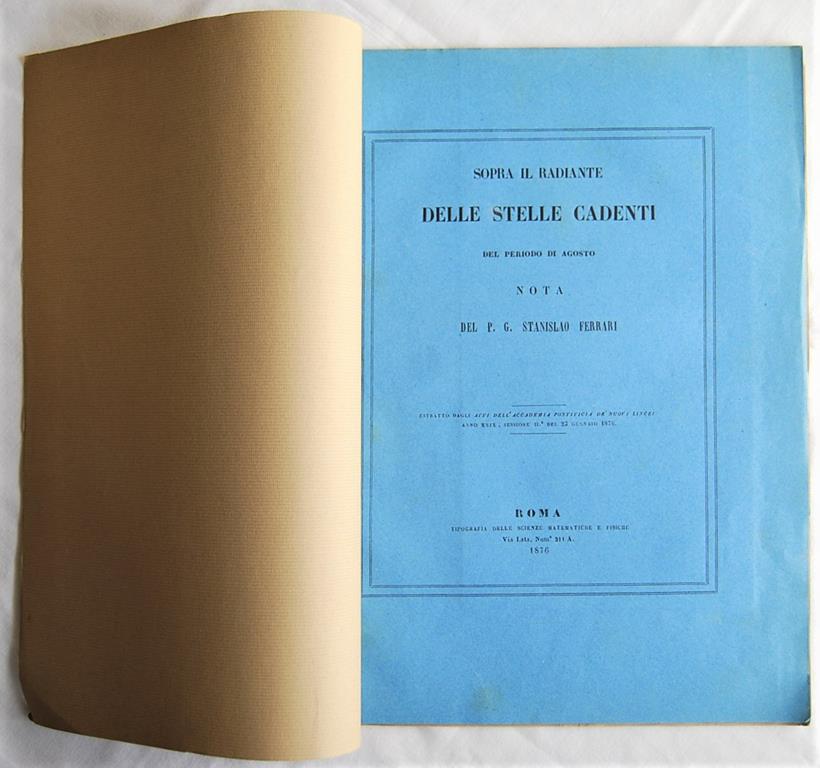 SOPRA IL RADIANTE
DELLE STELLE CADENTI
DEL PERIODO DI AGOSTO
NOTA
DEL P. G. STANISLAO FERRARI
ESTRATTO DAGLI ATTI DELL'ACCADEMIA PONTIFICIA DE' NUOVI LINCEI
ANNO XXIX, SESSIONE II.ª DEL 23 GENNAIO 1876.
ROMA
TIPOGRAFIA DELLE SCIENZE MATEMATICHE E FISICHE
Via Lata, Num° 211 A.
1876